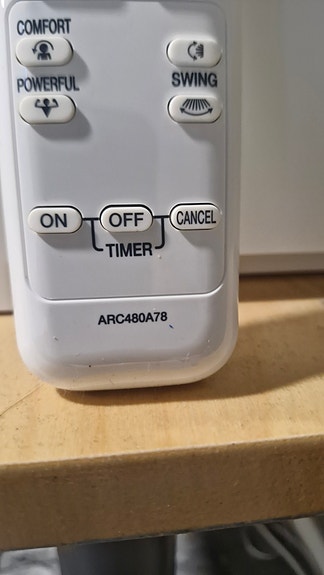 COMFORT
POWERFUL SWING
ON OFF CANCEL
TIMER
ARC480A78